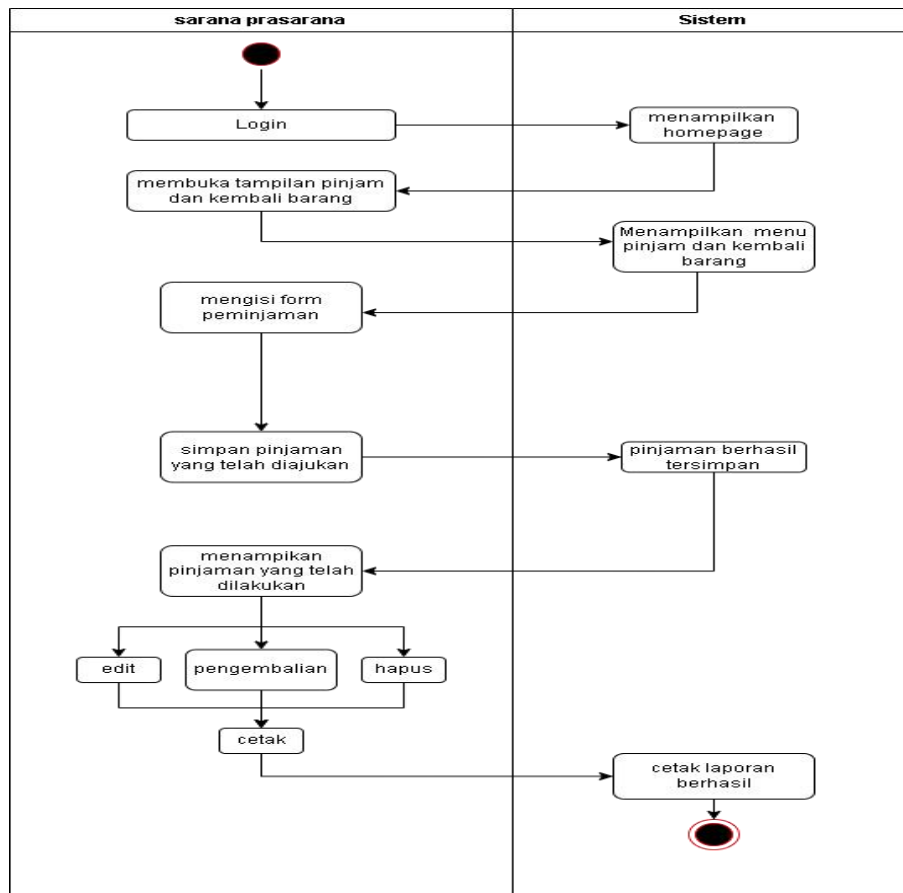 sarana prasarana
Sistem
Login
menampilkan
homepage
membuka tampilan pinjam
dan kembali barang
Menampilkan menu
pinjam dan kembali
barang
mengisi form
peminjaman
simpan pinjaman
yang telah diajukan
pinjaman berhasil
tersimpan
menampikan
pinjaman yang telah
dilakukan
edit
pengembalian
hapus
cetak
cetak laporan
berhasil